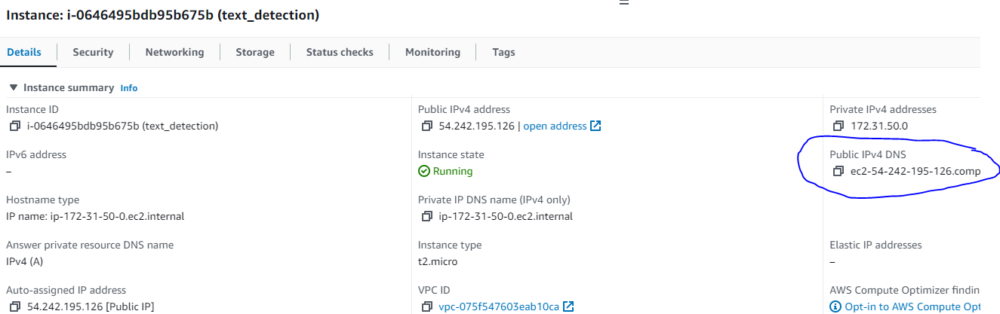 Instance: i-0646495bdb95b675b (text_detection)
Details Security Networking Storage Status checks Monitoring Tags
Instance summary Info
Instance ID
i-0646495bdb95b675b (text_detection)
Public IPv4 address
54.242.195.126 | open address
Private IPv4 addresses
172.31.50.0
IPv6 address
–
Instance state
Running
Public IPv4 DNS
ec2-54-242-195-126.comp
Hostname type
IP name: ip-172-31-50-0.ec2.internal
Private IP DNS name (IPv4 only)
ip-172-31-50-0.ec2.internal
Answer private resource DNS name
IPv4 (A)
Instance type
t2.micro
Elastic IP addresses
–
Auto-assigned IP address
54.242.195.126 [Public IP]
VPC ID
vpc-075f547603eab10ca
AWS Compute Optimizer findin
Opt-in to AWS Compute Opt